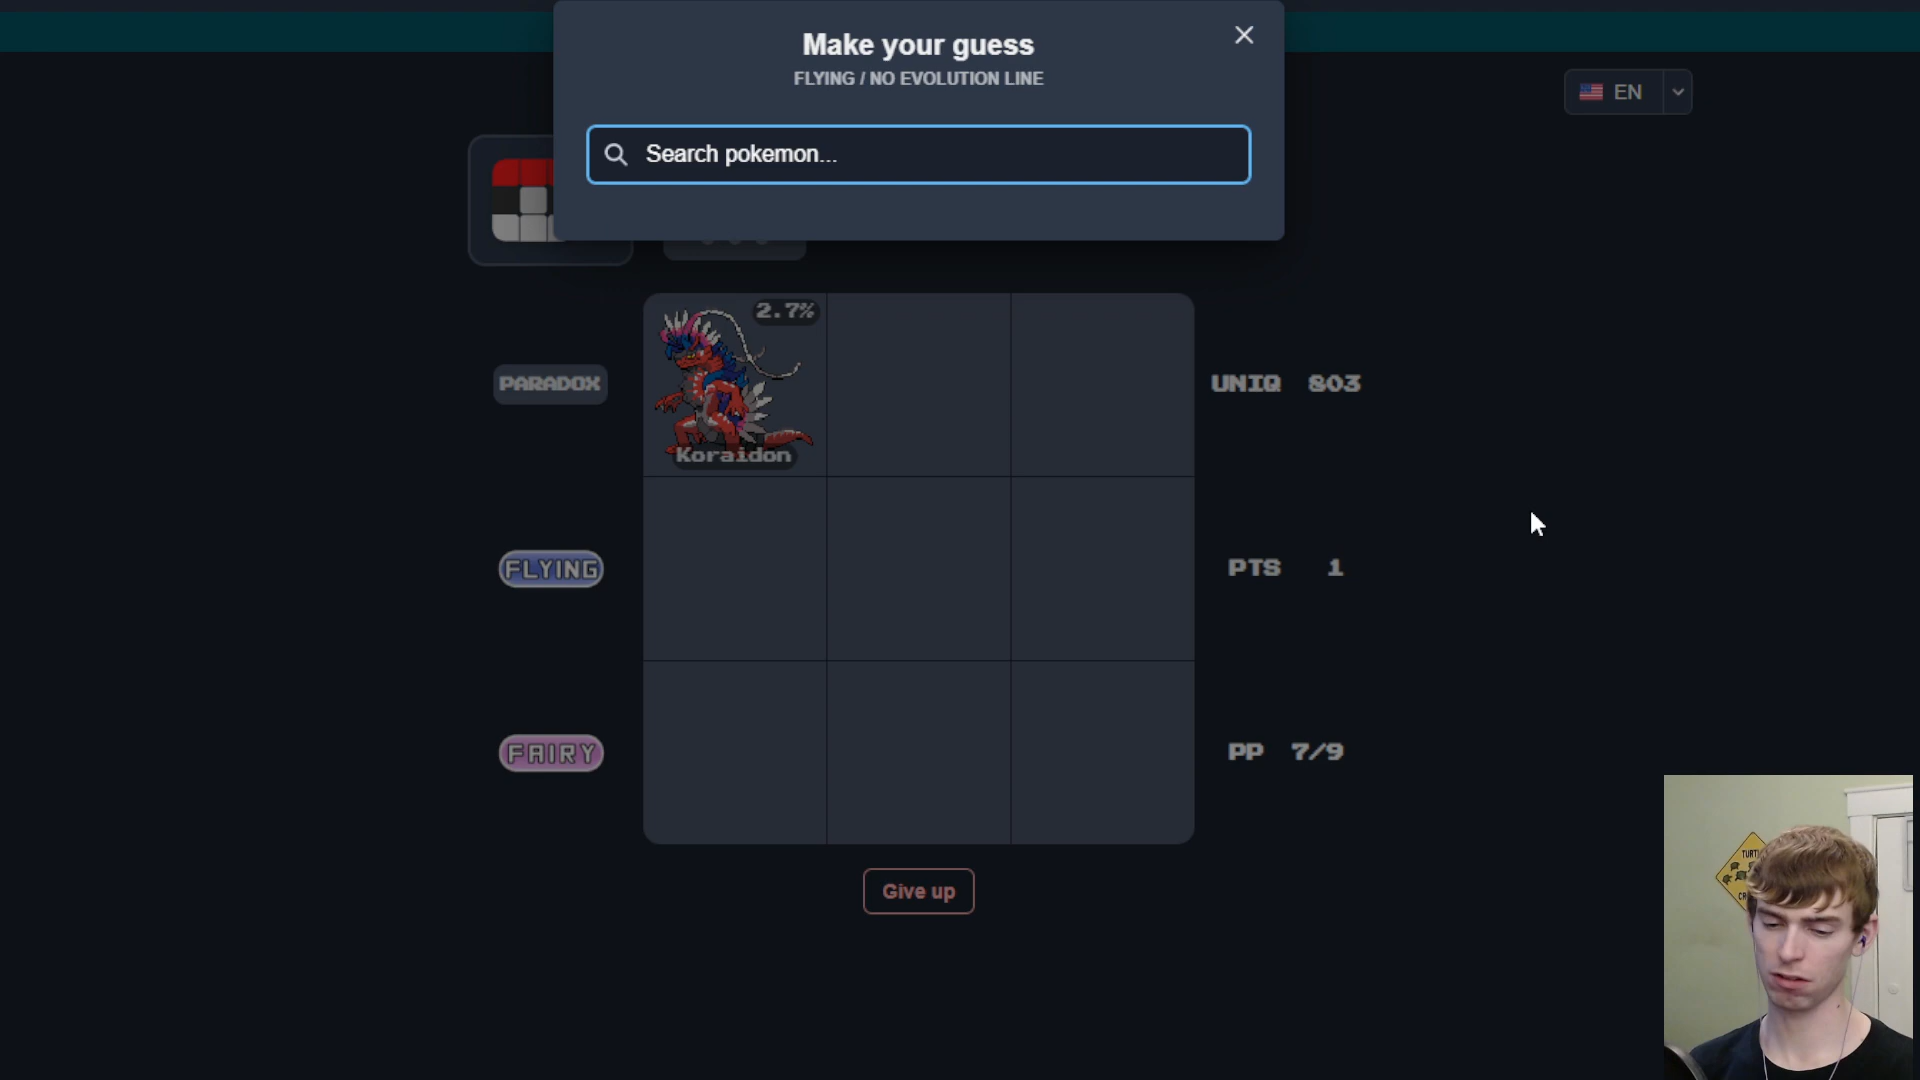 Make your guess
FLYING / NO EVOLUTION LINE
EN
Search pokemon...
2.7%
PARADOX
Koraidon
UNIQ 803
FLYING
PTS 1
FAIRY
PP 7/9
Give up